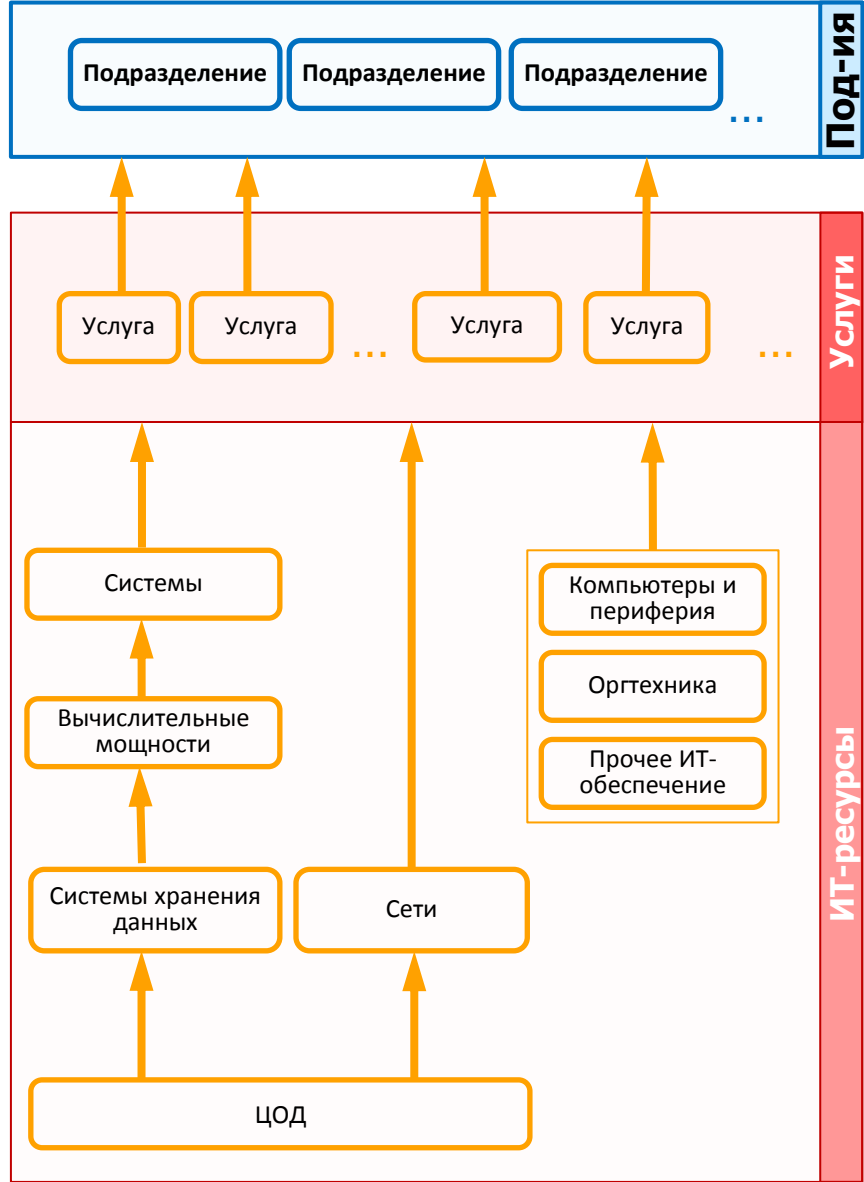 Подразделение
Подразделение
Подразделение
...
Под-ия
Услуга
Услуга
...
Услуга
Услуга
...
Услуги
Системы
Компьютеры и
периферия
Вычислительные
мощности
Оргтехника
Прочее ИТ-
обеспечение
Системы хранения
данных
Сети
ИТ-ресурсы
ЦОД